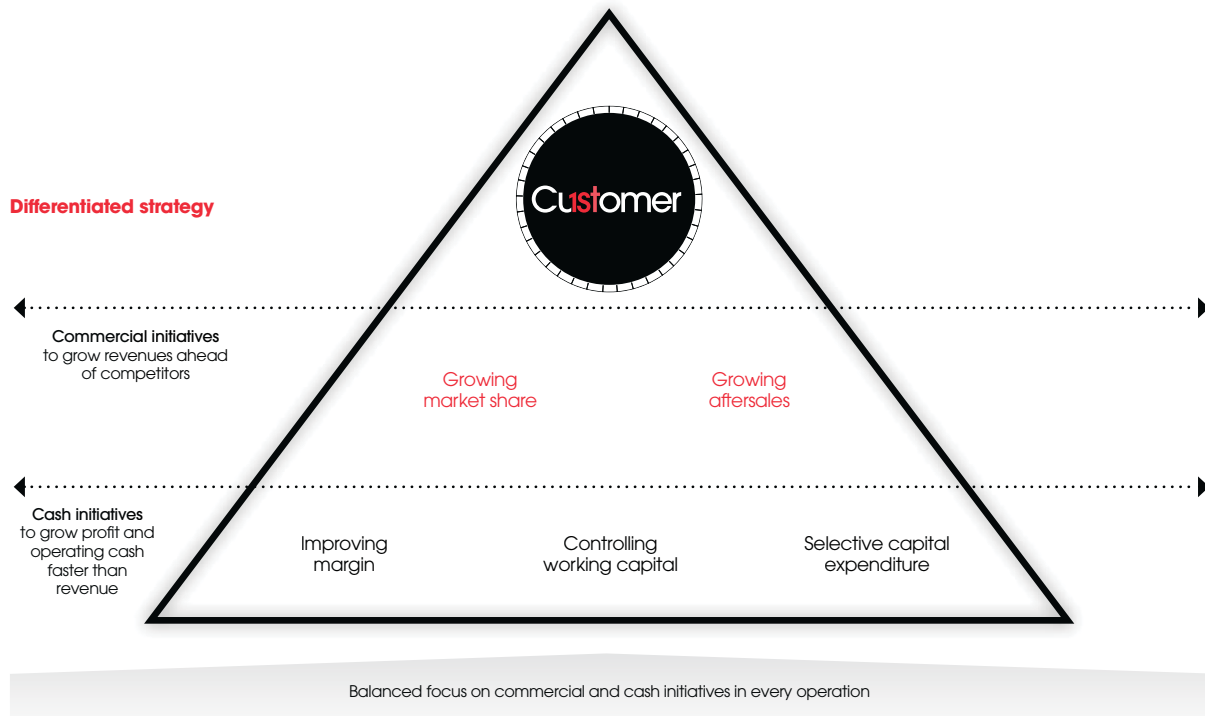 Cu1stomer
Differentiated strategy
Commercial initiatives
to grow revenues ahead
of competitors
Growing
market share
Growing
aftersales
Cash initiatives
to grow profit and
operating cash
faster than
revenue
Improving
margin
Controlling
working capital
Selective capital
expenditure
Balanced focus on commercial and cash initiatives in every operation